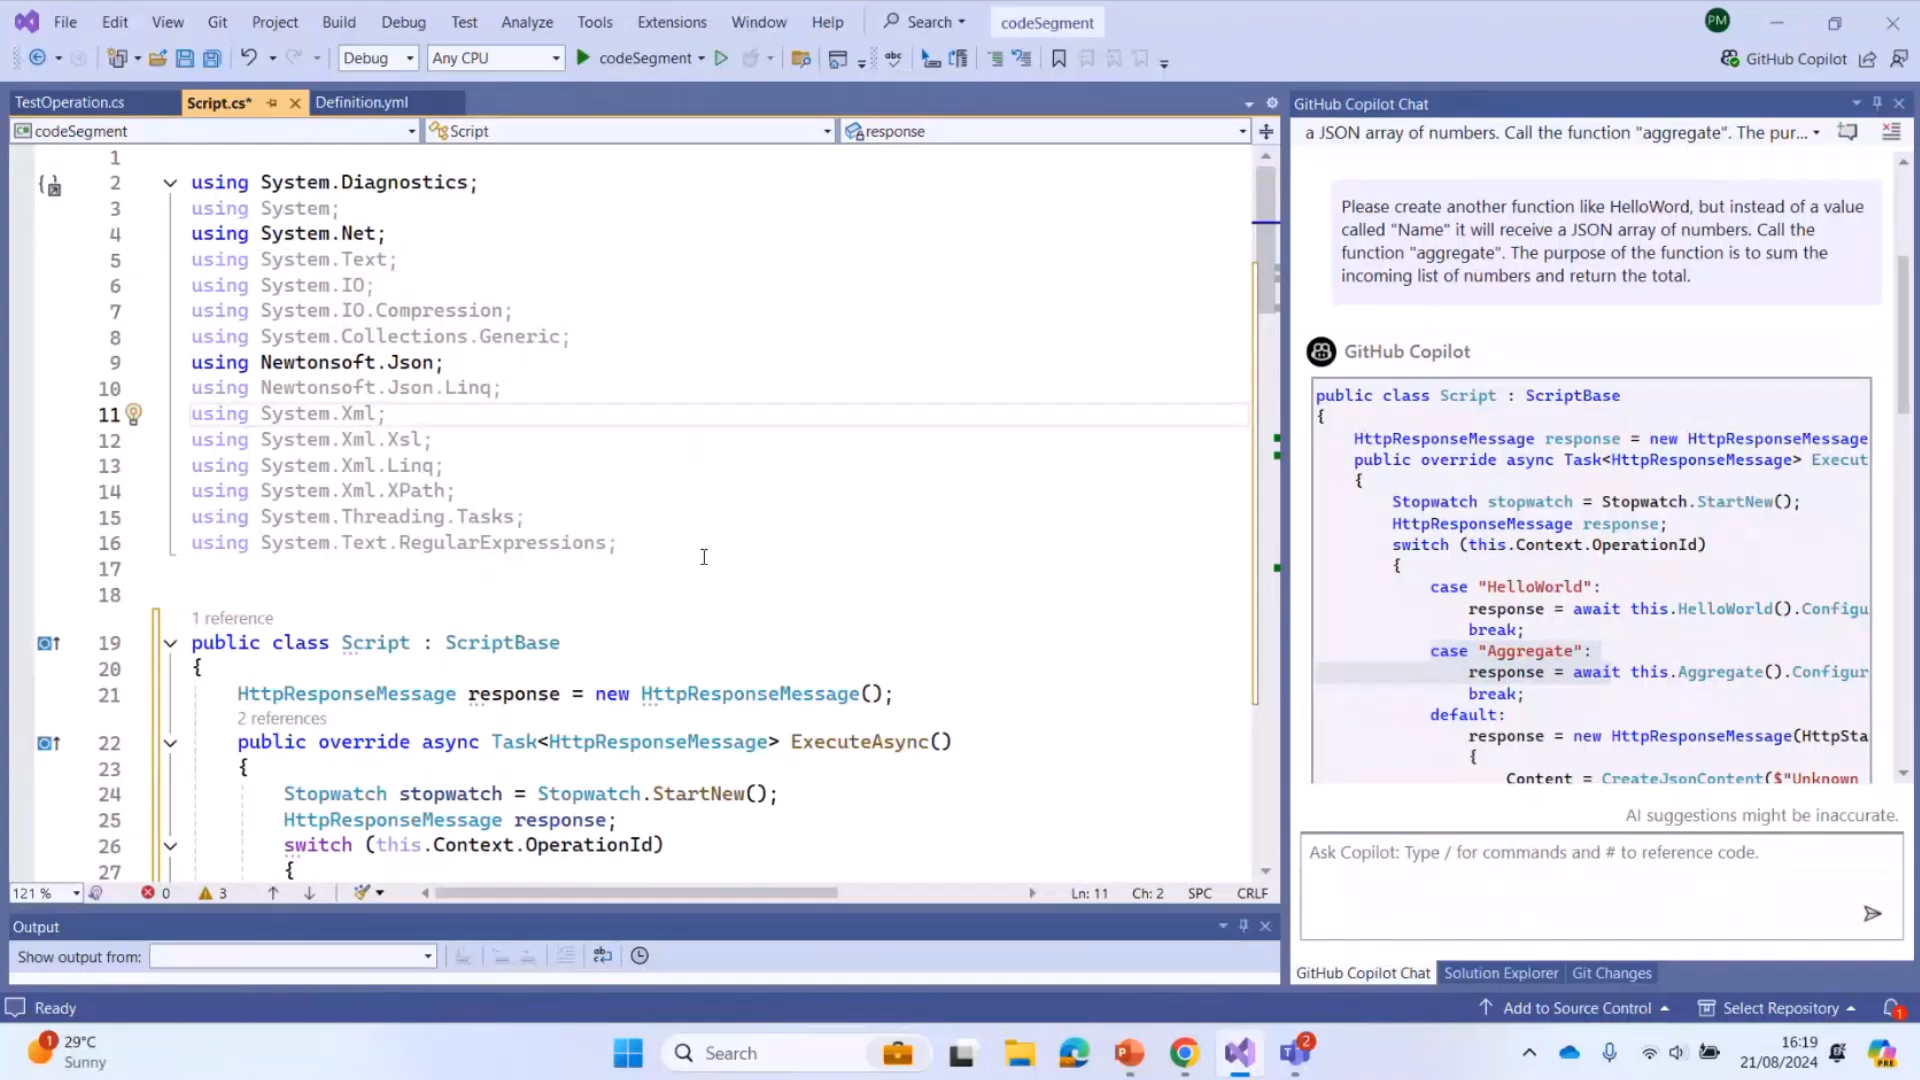 File Edit View Git Project Build Debug Test Analyze Tools Extensions Window Help Search codeSegment PM
Debug Any CPU codeSegment GitHub Copilot
TestOperation.cs Script.cs* Definition.yml
codeSegment Script response
1
2 using System.Diagnostics;
3 using System;
4 using System.Net;
5 using System.Text;
6 using System.IO;
7 using System.IO.Compression;
8 using System.Collections.Generic;
9 using Newtonsoft.Json;
10 using Newtonsoft.Json.Linq;
11 using System.Xml;
12 using System.Xml.Xsl;
13 using System.Xml.Linq;
14 using System.Xml.XPath;
15 using System.Threading.Tasks;
16 using System.Text.RegularExpressions;
17
18
1 reference
19 public class Script : ScriptBase
20 {
21 HttpResponseMessage response = new HttpResponseMessage();
2 references
22 public override async Task<HttpResponseMessage> ExecuteAsync()
23 {
24 Stopwatch stopwatch = Stopwatch.StartNew();
25 HttpResponseMessage response;
26 switch (this.Context.OperationId)
27 {
121 % 0 3 Ln: 11 Ch: 2 SPC CRLF
Output
Show output from:
GitHub Copilot Chat
a JSON array of numbers. Call the function "aggregate". The pur...
Please create another function like HelloWord, but instead of a value
called "Name" it will receive a JSON array of numbers. Call the
function "aggregate". The purpose of the function is to sum the
incoming list of numbers and return the total.
GitHub Copilot
public class Script : ScriptBase
{
HttpResponseMessage response = new HttpResponseMessage
public override async Task<HttpResponseMessage> Execut
{
Stopwatch stopwatch = Stopwatch.StartNew();
HttpResponseMessage response;
switch (this.Context.OperationId)
{
case "HelloWorld":
response = await this.HelloWorld().Configu
break;
case "Aggregate":
response = await this.Aggregate().Configur
break;
default:
response = new HttpResponseMessage(HttpSta
{
Content = CreateJsonContent($"Unknown
AI suggestions might be inaccurate.
Ask Copilot: Type / for commands and # to reference code.
GitHub Copilot Chat Solution Explorer Git Changes
Ready Add to Source Control Select Repository 1
1 29°C
Sunny
Search
2
16:19
21/08/2024
PRE